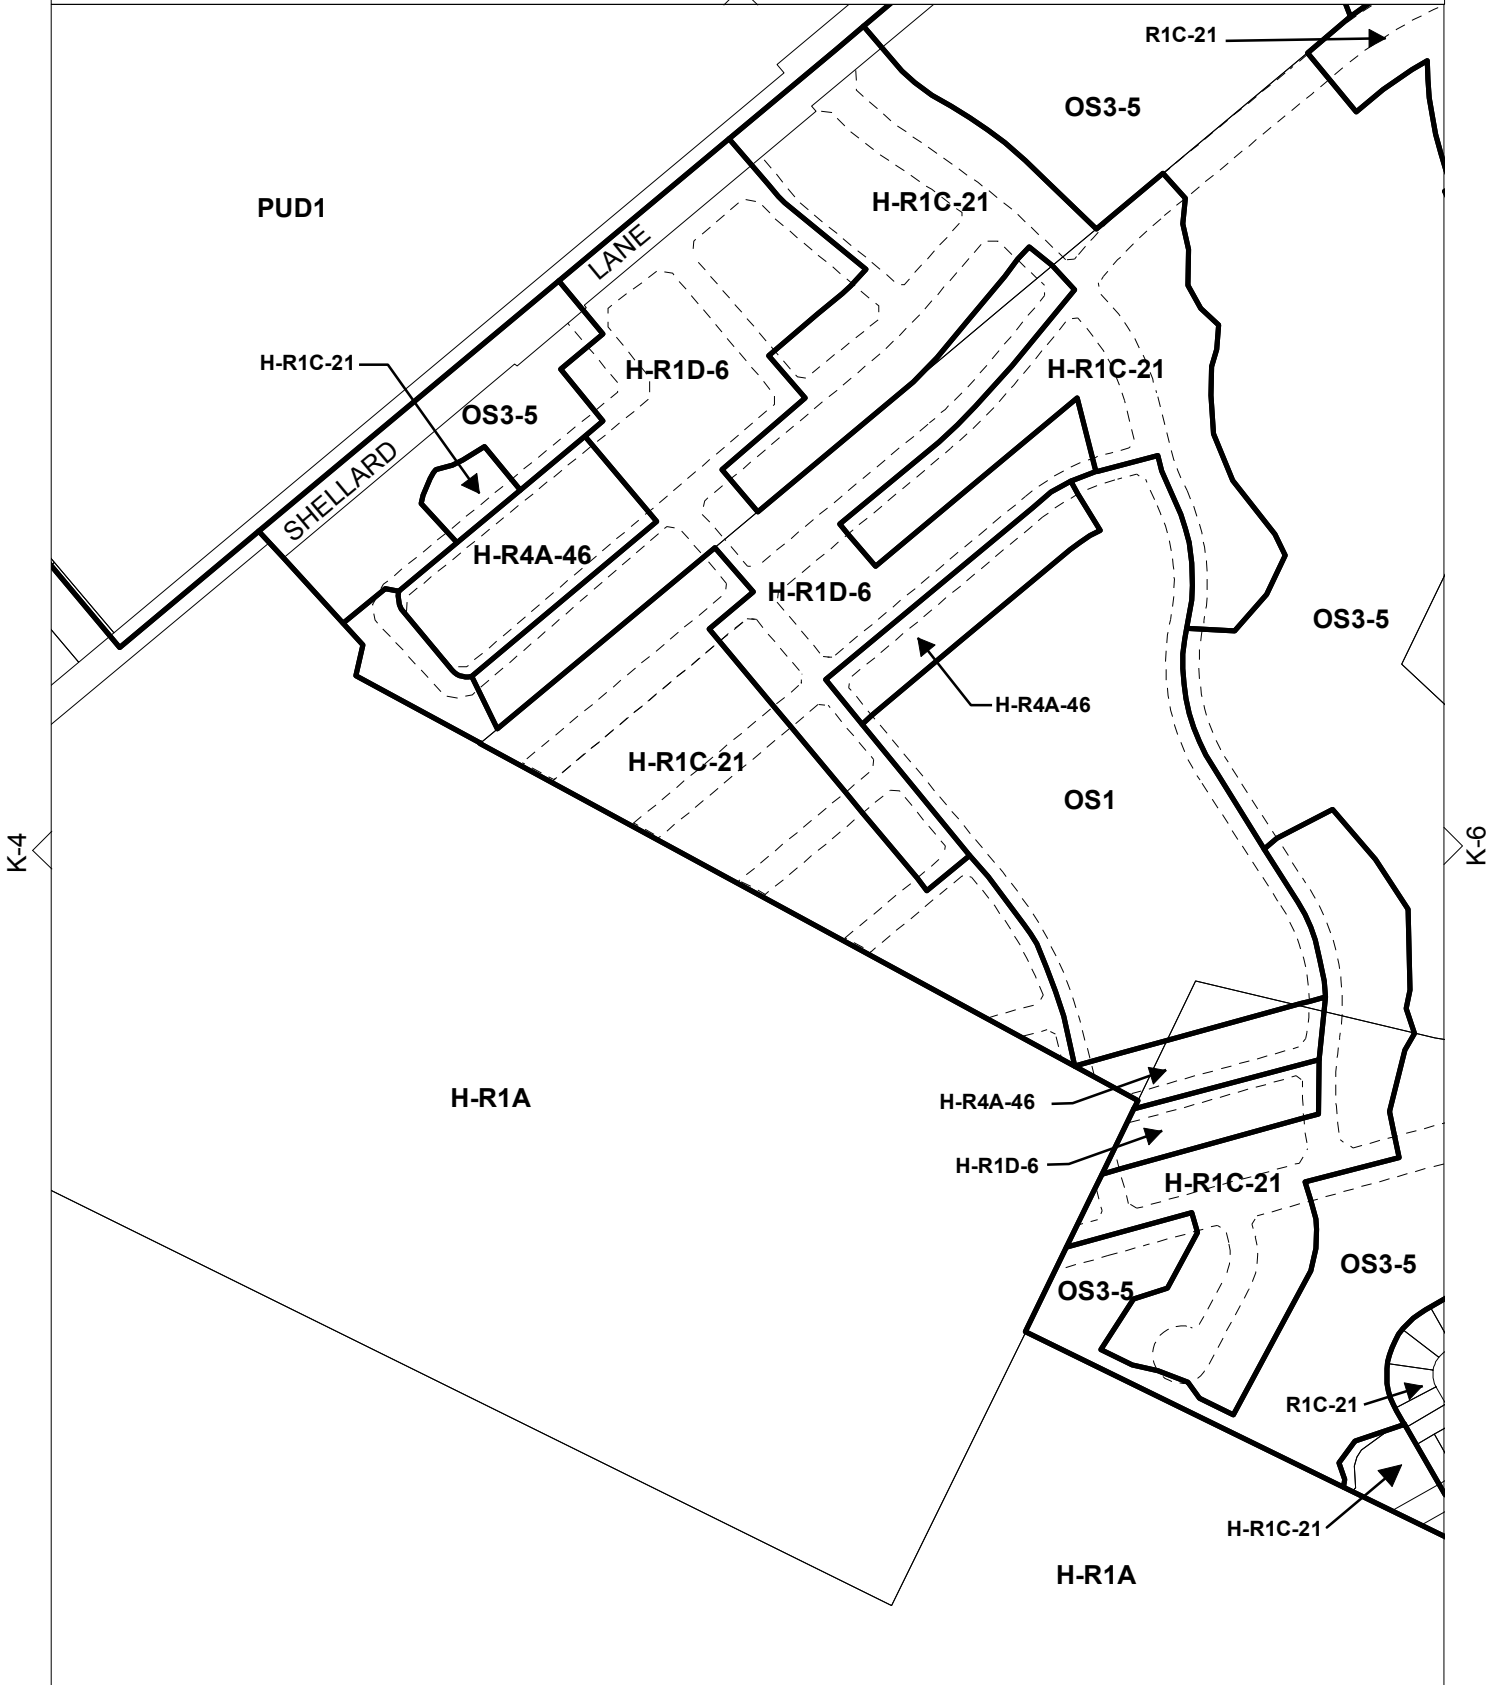 R1C-21
OS3-5
H-R1C-21
PUD1
LANE
H-R1C-21
H-R1D-6
H-R1C-21
OS3-5
SHELLARD
H-R4A-46
H-R1D-6
OS3-5
H-R4A-46
H-R1C-21
OS1
K-4
K-6
H-R1A
H-R4A-46
H-R1D-6
H-R1C-21
OS3-5
OS3-5
R1C-21
H-R1C-21
H-R1A